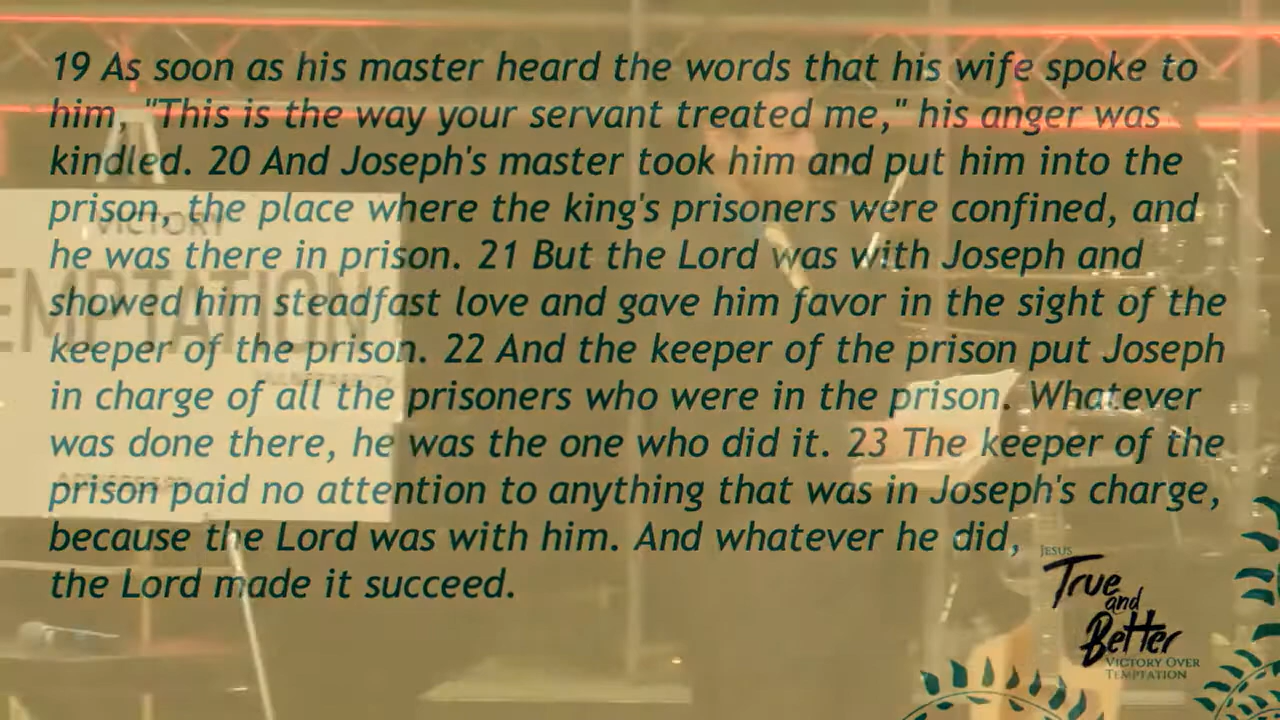 19 As soon as his master heard the words that his wife spoke to
him, "This is the way your servant treated me," his anger was
kindled. 20 And Joseph's master took him and put him into the
prison, the place where the king's prisoners were confined, and
he was there in prison. 21 But the Lord was with Joseph and
showed him steadfast love and gave him favor in the sight of the
keeper of the prison. 22 And the keeper of the prison put Joseph
in charge of all the prisoners who were in the prison. Whatever
was done there, he was the one who did it. 23 The keeper of the
prison paid no attention to anything that was in Joseph's charge,
because the Lord was with him. And whatever he did,
the Lord made it succeed.
VICTORY
EMPTATION
JESUS
True
and
Better
VICTORY OVER
TEMPTATION